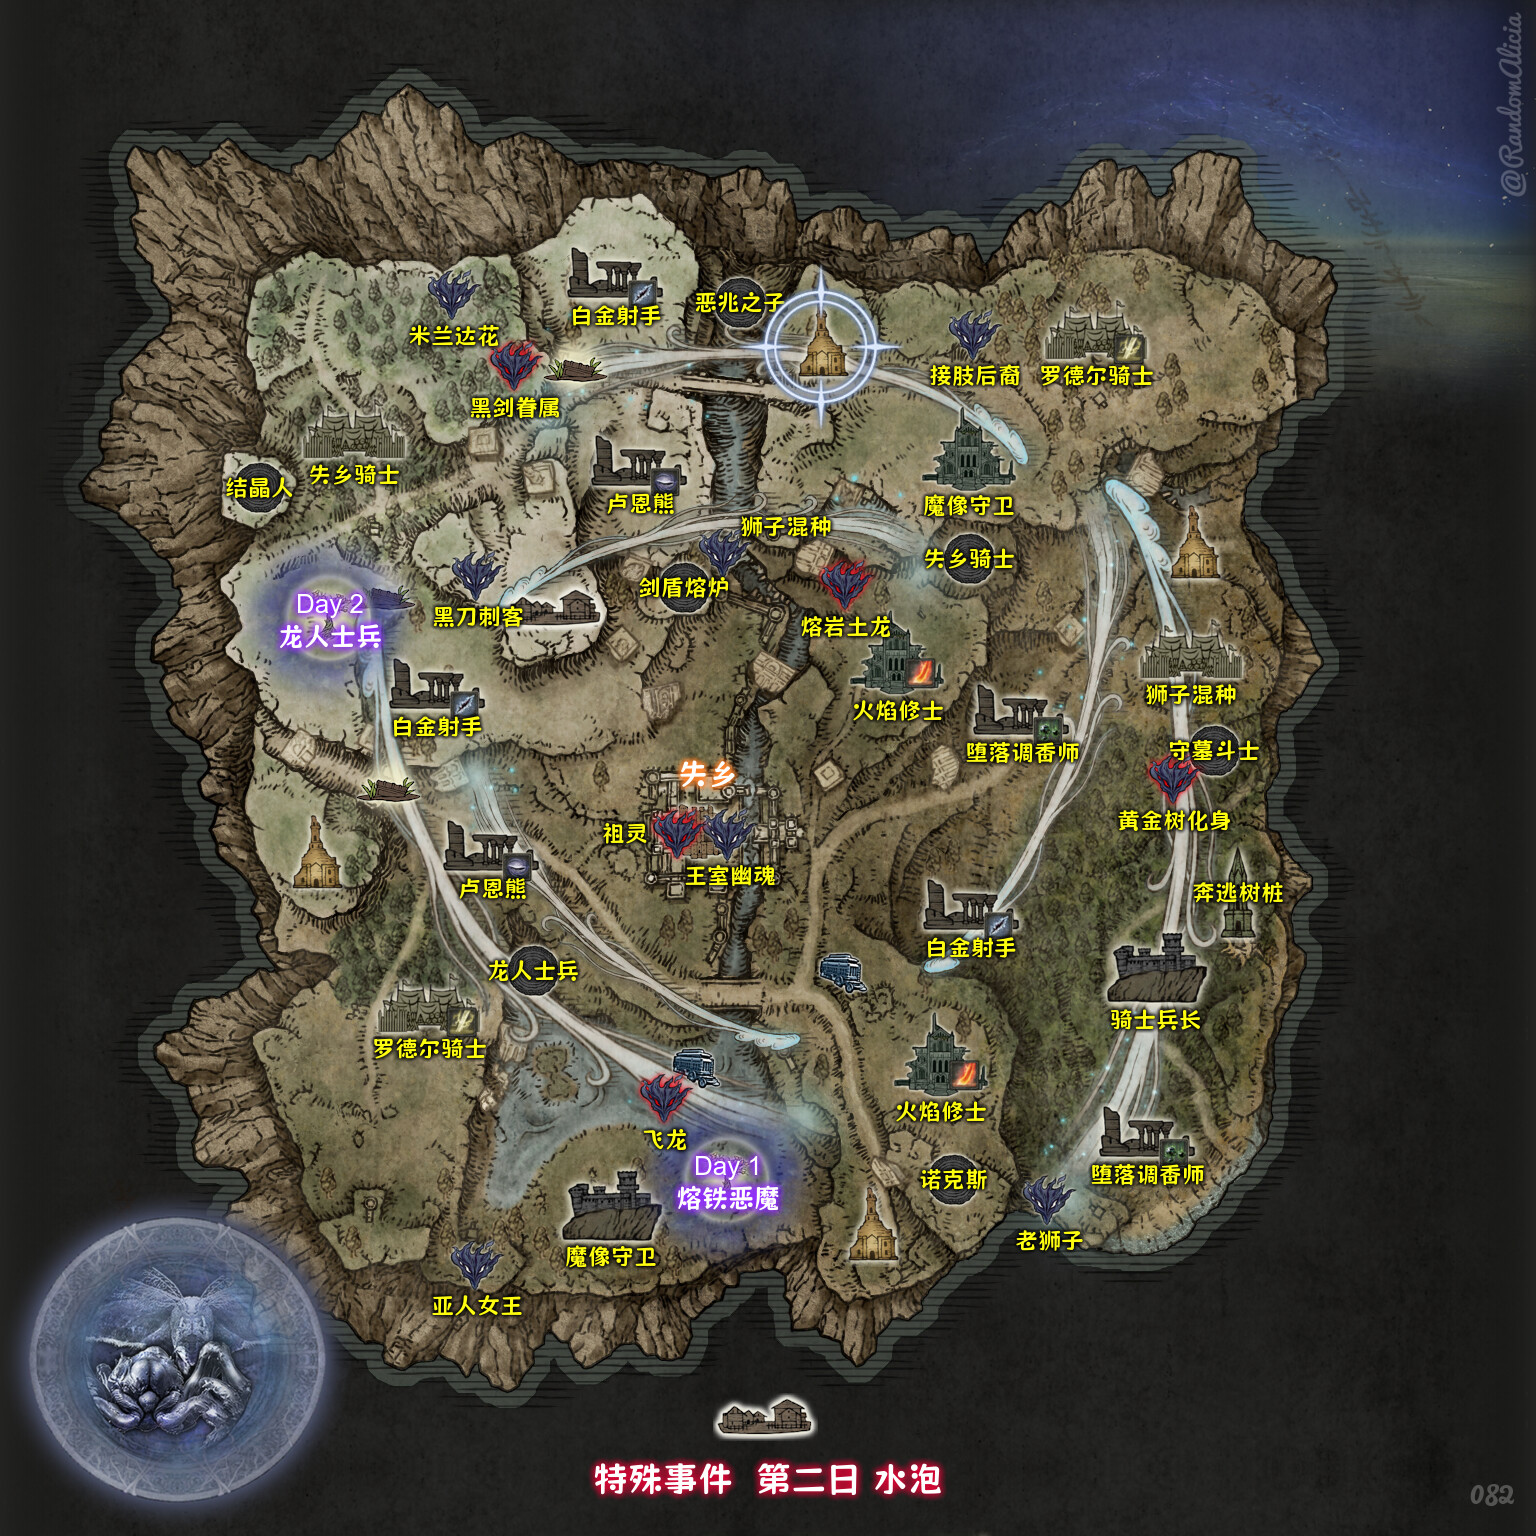 @RandomAlicia
白金射手
恶兆之子
米兰达花
接肢后裔
罗德尔骑士
黑剑眷属
失乡骑士
结晶人
卢恩熊
魔像守卫
狮子混种
失乡骑士
剑盾熔炉
Day 2
龙人士兵
黑刀刺客
熔岩土龙
狮子混种
火焰修士
白金射手
堕落调香师
守墓斗士
失乡
黄金树化身
祖灵
王室幽魂
卢恩熊
奔逃树桩
白金射手
龙人士兵
骑士兵长
罗德尔骑士
火焰修士
飞龙
Day 1
熔铁恶魔
堕落调香师
诺克斯
老狮子
魔像守卫
亚人女王
特殊事件 第二日 水泡
082